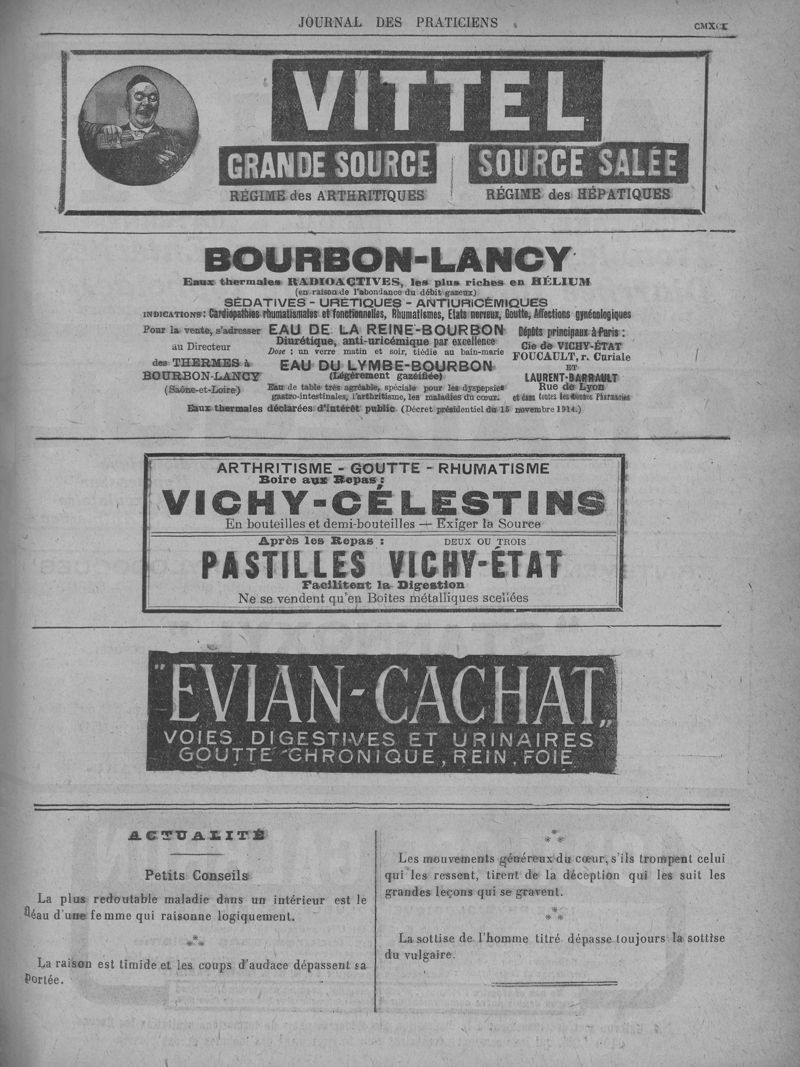 JOURNAL DES PRATICIENS
VITTEL
GRANDE SOURCE
SOURCE SALÉE
RÉGIME des ARTHRITIQUES
RÉGIME des HÉPATIQUES
BOURBON-LANCY
Eaux thermales RADIOACTIVES, les plus riches en HÉLIUM
(en raison de l'abondance du débit gazeux)
SÉDATIVES - URÉTIQUES - ANTIURICÉMIQUES
INDICATIONS: Cardiopathies rhumatismales et fonctionnelles, Rhumatismes, Etats nerveux, Goutte, Affections gynécologiques
Pour la vente, s'adresser
au Directeur
des THERMES à
BOURBON-LANCY
(Saône-et-Loire)
EAU DE LA REINE-BOURBON
Diurétique, anti-uricémique par excellence
Dose : un verre matin et soir, tiédie au bain-marie
EAU DU LYMBE-BOURBON
(Légèrement gazéifiée)
Eau de table très agréable, spéciale pour les dyspepsies
gastro-intestinales, l'arthritisme, les maladies du cœur.
Dépôts principaux à Paris :
Cie de VICHY-ÉTAT
FOUCAULT, r. Curiale
ET
LAURENT-BARRAULT
Rue de Lyon
et dans toutes les Bonnes Pharmacies
Eaux thermales déclarées d'intérêt public (Décret présidentiel du 15 novembre 1914.)
ARTHRITISME - GOUTTE - RHUMATISME
Boire aux Repas :
VICHY-CÉLESTINS
En bouteilles et demi-bouteilles — Exiger la Source
Après les Repas : DEUX OU TROIS
PASTILLES VICHY-ÉTAT
Facilitent la Digestion
Ne se vendent qu'en Boîtes métalliques scellées
"EVIAN-CACHAT"
VOIES DIGESTIVES ET URINAIRES
GOUTTE CHRONIQUE, REIN, FOIE
ACTUALITÉ
Petits Conseils
La plus redoutable maladie dans un intérieur est le
fléau d'une femme qui raisonne logiquement.
* * *
La raison est timide et les coups d'audace dépassent sa
portée.
* * *
Les mouvements généreux du cœur, s'ils trompent celui
qui les ressent, tirent de la déception qui les suit les
grandes leçons qui se gravent.
* * *
La sottise de l'homme titré dépasse toujours la sottise
du vulgaire.